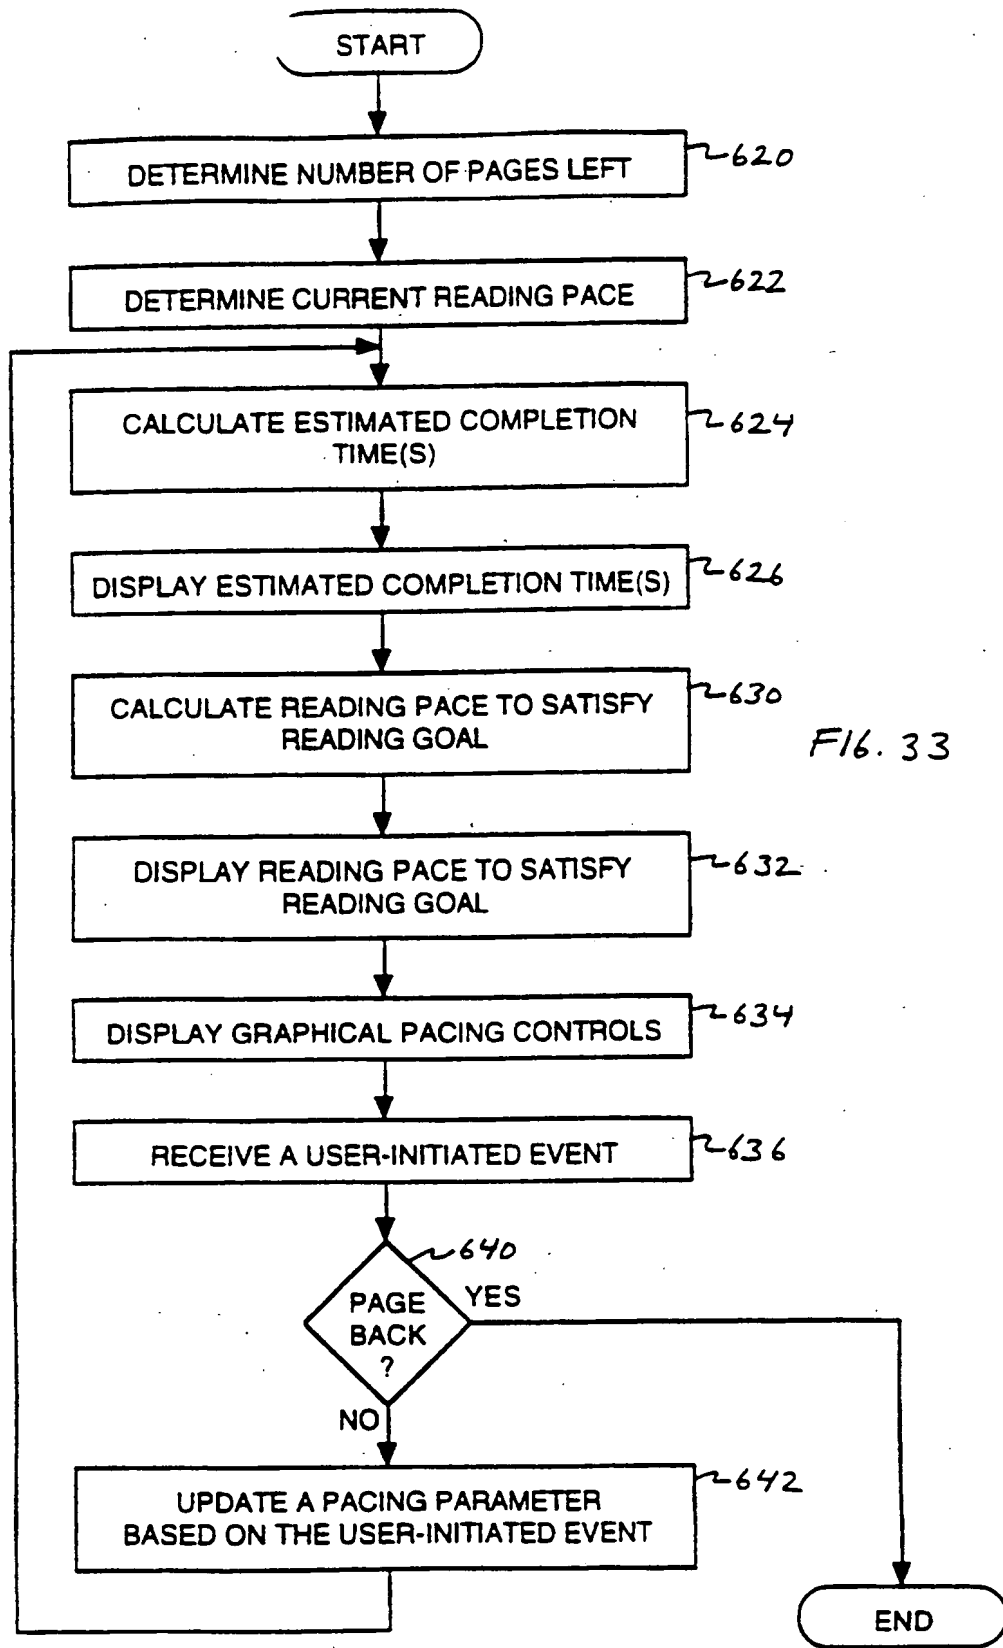 START
DETERMINE NUMBER OF PAGES LEFT
620
DETERMINE CURRENT READING PACE
622
CALCULATE ESTIMATED COMPLETION
TIME(S)
624
DISPLAY ESTIMATED COMPLETION TIME(S)
626
CALCULATE READING PACE TO SATISFY
READING GOAL
630
FIG. 33
DISPLAY READING PACE TO SATISFY
READING GOAL
632
DISPLAY GRAPHICAL PACING CONTROLS
634
RECEIVE A USER-INITIATED EVENT
636
640
PAGE
BACK
?
YES
NO
UPDATE A PACING PARAMETER
BASED ON THE USER-INITIATED EVENT
642
END